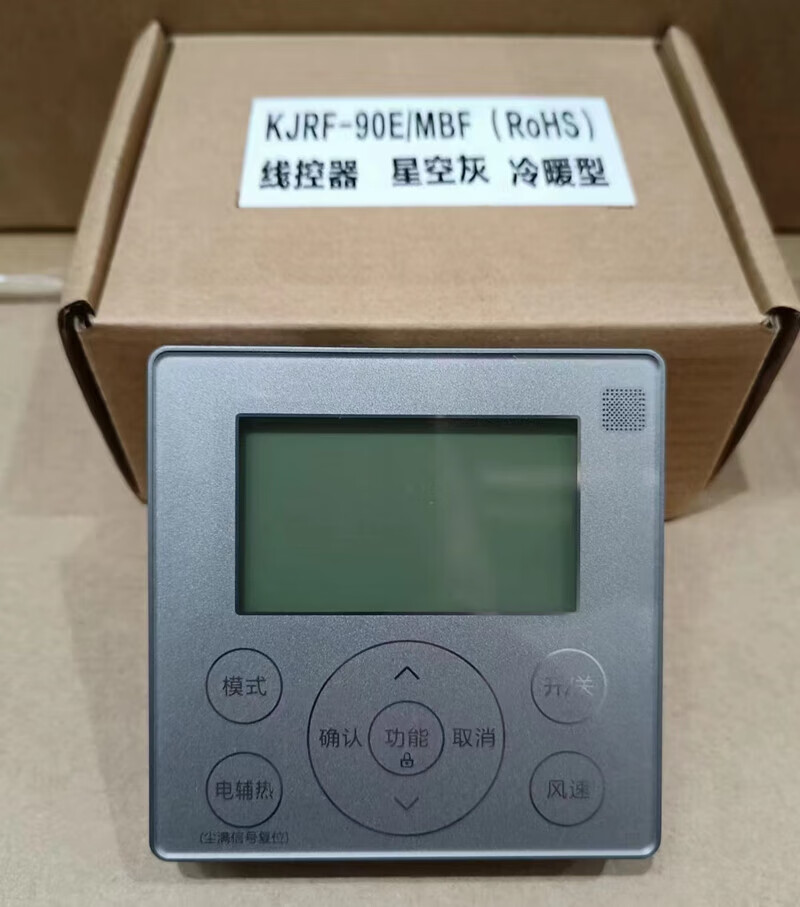 KJRF-90E/MBF（RoHS）
线控器 星空灰 冷暖型
模式
开/关
确认 功能 取消
电辅热
风速
(尘满信号复位)